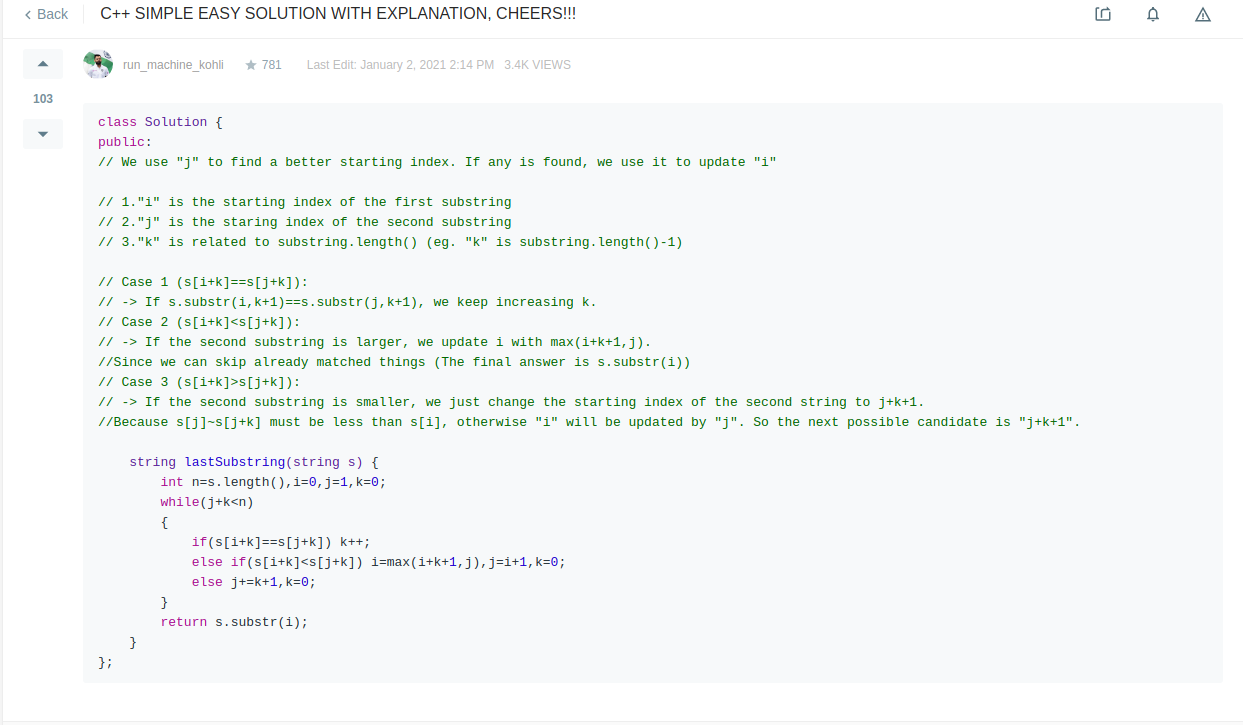 Back
C++ SIMPLE EASY SOLUTION WITH EXPLANATION, CHEERS!!!
run_machine_kohli 781 Last Edit: January 2, 2021 2:14 PM 3.4K VIEWS
103
class Solution {
public:
// We use "j" to find a better starting index. If any is found, we use it to update "i"
// 1."i" is the starting index of the first substring
// 2."j" is the staring index of the second substring
// 3."k" is related to substring.length() (eg. "k" is substring.length()-1)
// Case 1 (s[i+k]==s[j+k]):
// -> If s.substr(i,k+1)==s.substr(j,k+1), we keep increasing k.
// Case 2 (s[i+k]<s[j+k]):
// -> If the second substring is larger, we update i with max(i+k+1,j).
//Since we can skip already matched things (The final answer is s.substr(i))
// Case 3 (s[i+k]>s[j+k]):
// -> If the second substring is smaller, we just change the starting index of the second string to j+k+1.
//Because s[j]~s[j+k] must be less than s[i], otherwise "i" will be updated by "j". So the next possible candidate is "j+k+1".
    string lastSubstring(string s) {
        int n=s.length(),i=0,j=1,k=0;
        while(j+k<n)
        {
            if(s[i+k]==s[j+k]) k++;
            else if(s[i+k]<s[j+k]) i=max(i+k+1,j),j=i+1,k=0;
            else j+=k+1,k=0;
        }
        return s.substr(i);
    }
};